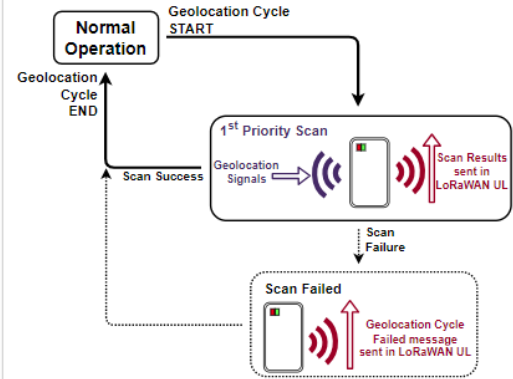 Geolocation Cycle
START
Normal
Operation
Geolocation
Cycle
END
1st Priority Scan
Geolocation
Signals
Scan Results
sent in
LoRaWAN UL
Scan Success
Scan
Failure
Scan Failed
Geolocation Cycle
Failed message
sent in LoRaWAN UL